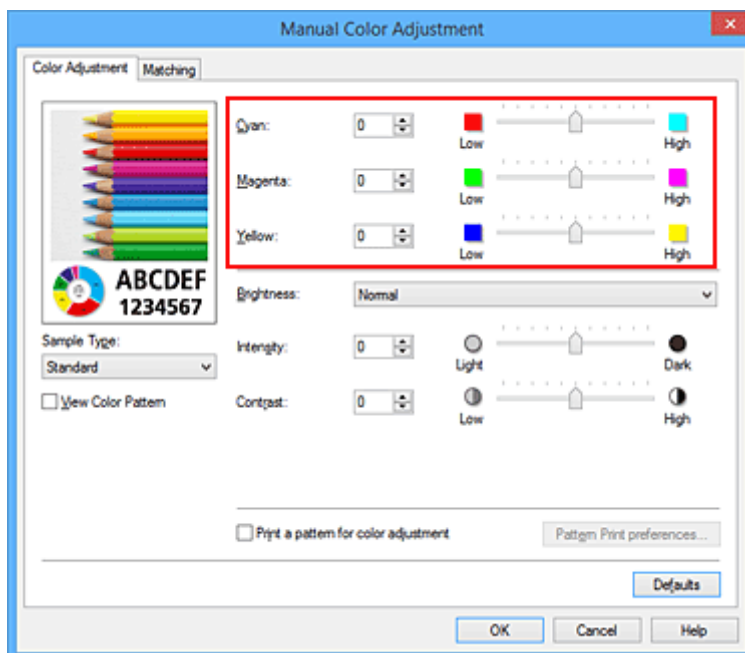 Manual Color Adjustment
Color Adjustment
Matching
Cyan:
0
Low
High
Magenta:
0
Low
High
Yellow:
0
Low
High
ABCDEF
1234567
Brightness:
Normal
Sample Type:
Standard
Intensity:
0
Light
Dark
View Color Pattern
Contrast:
0
Low
High
Print a pattern for color adjustment
Pattern Print preferences...
Defaults
OK
Cancel
Help